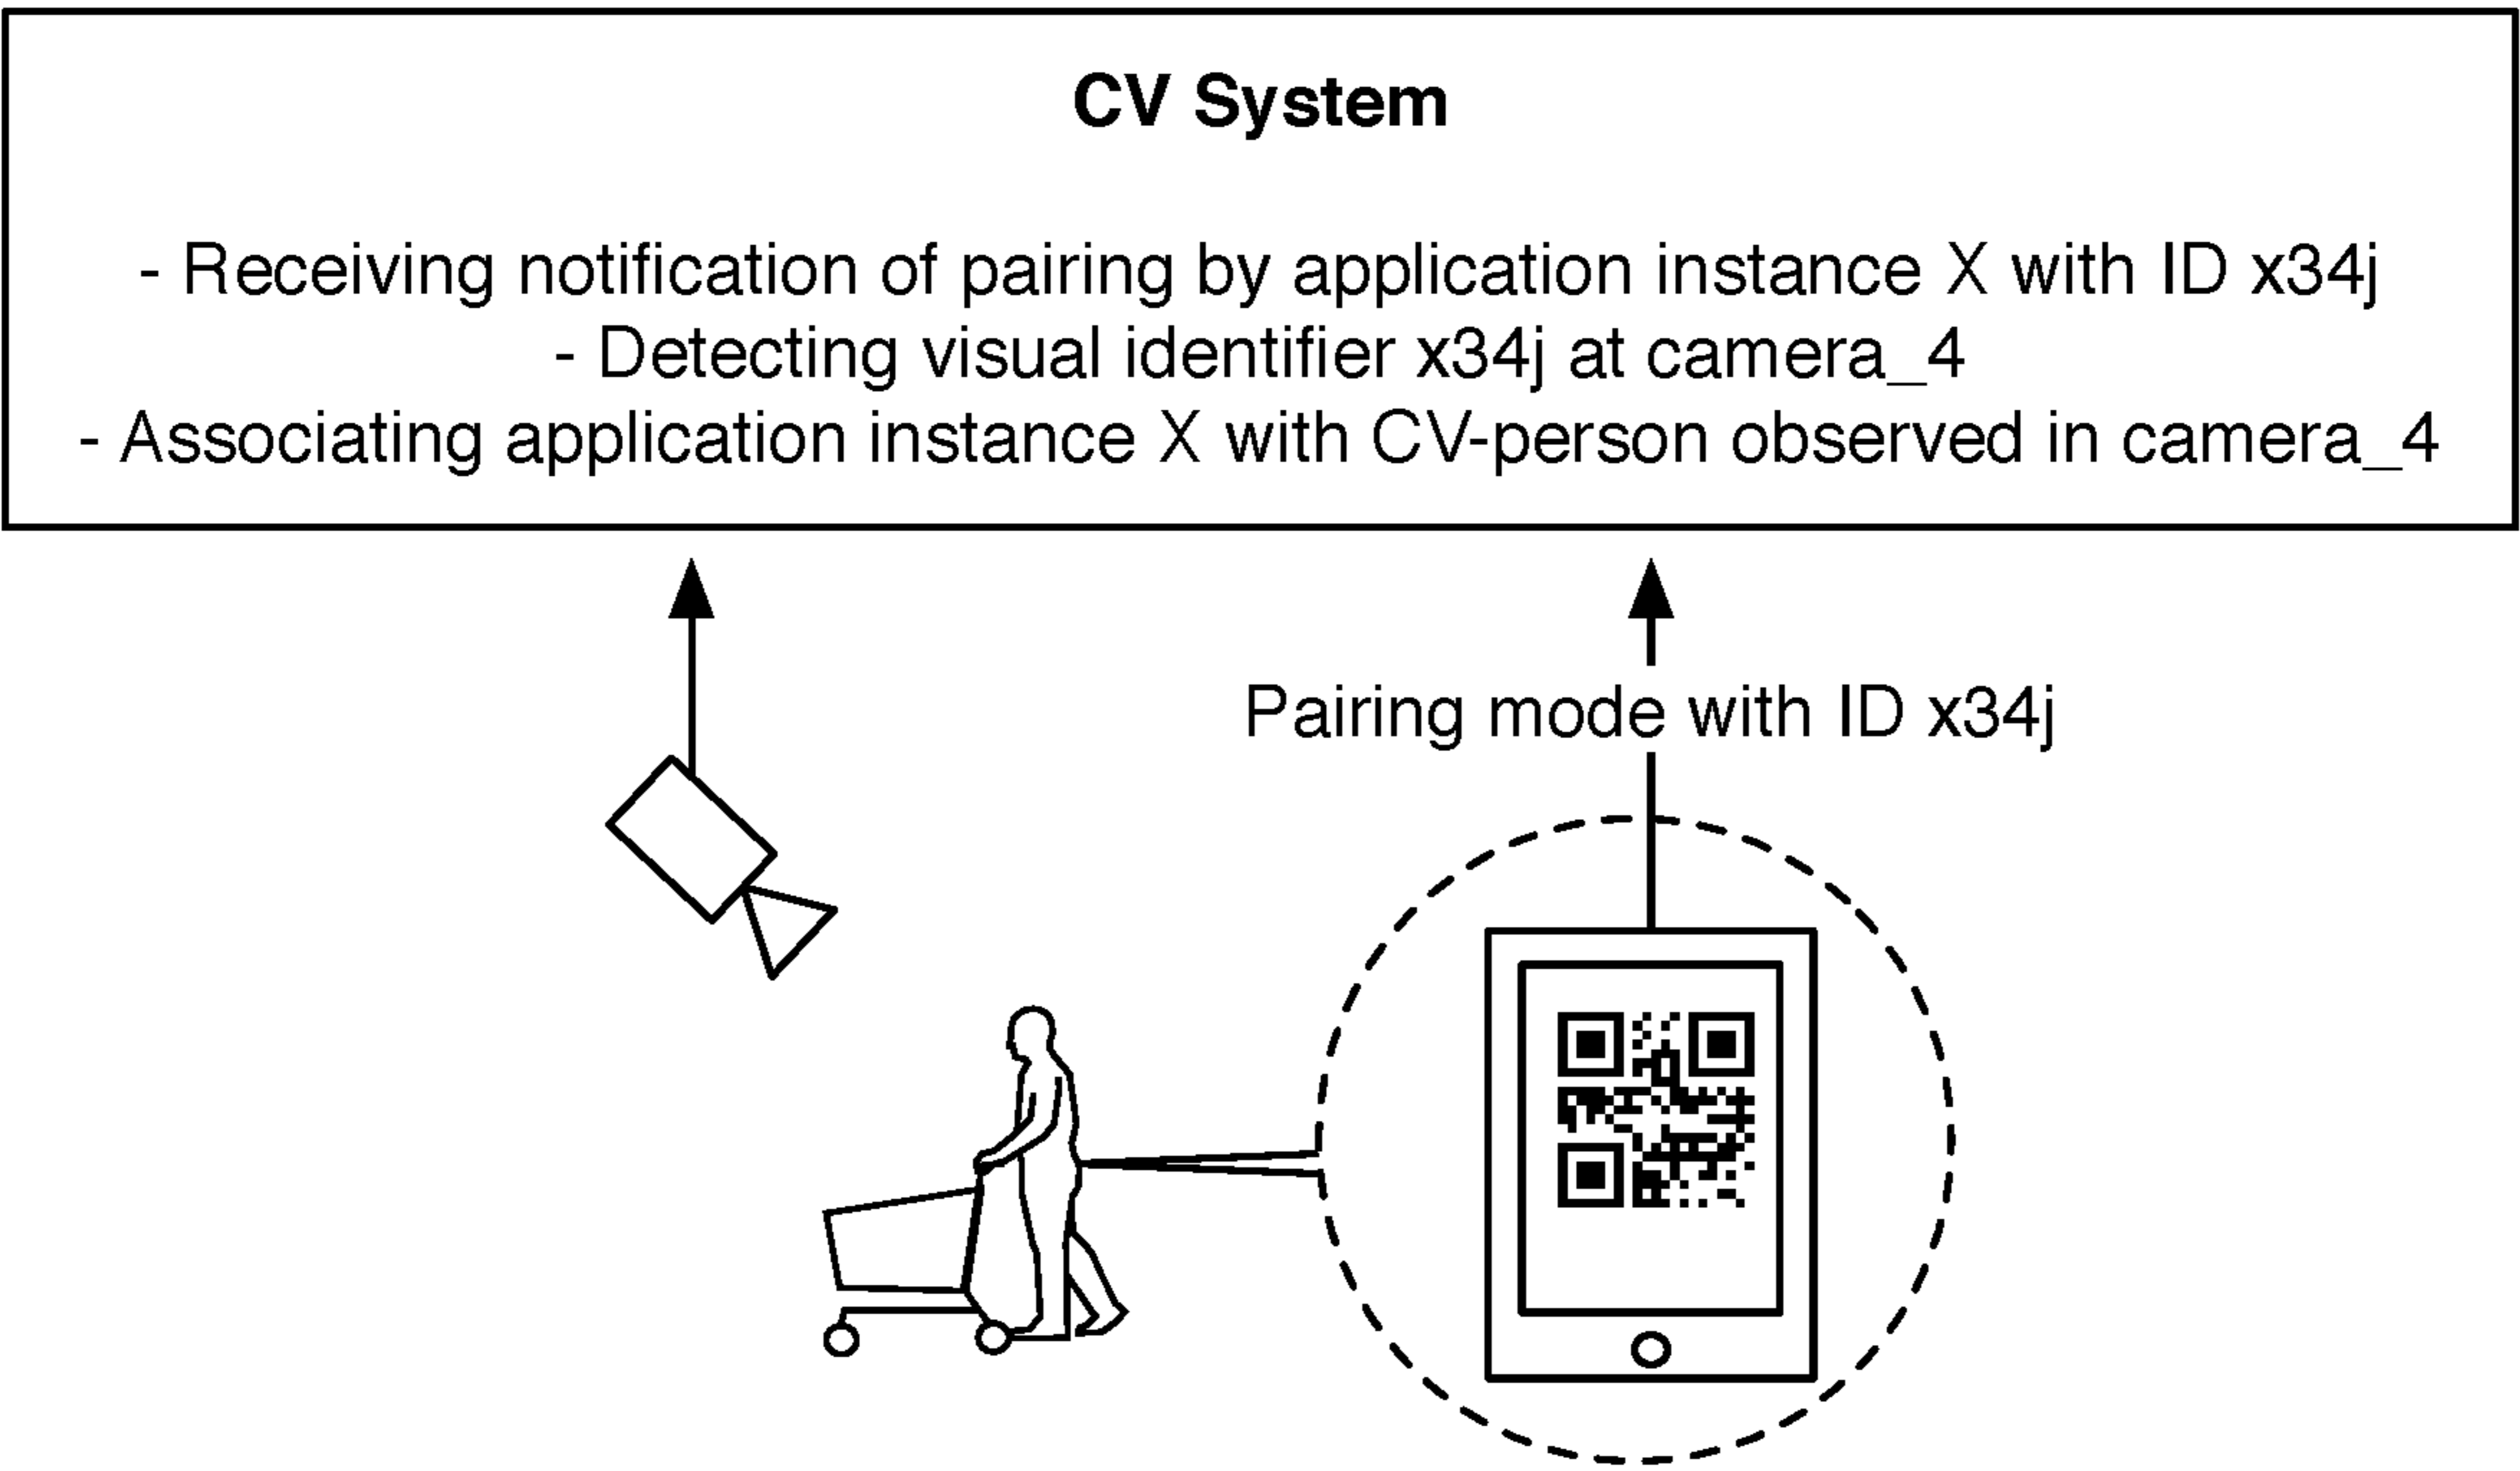 CV System
- Receiving notification of pairing by application instance X with ID x34j
- Detecting visual identifier x34j at camera_4
- Associating application instance X with CV-person observed in camera_4
Pairing mode with ID x34j